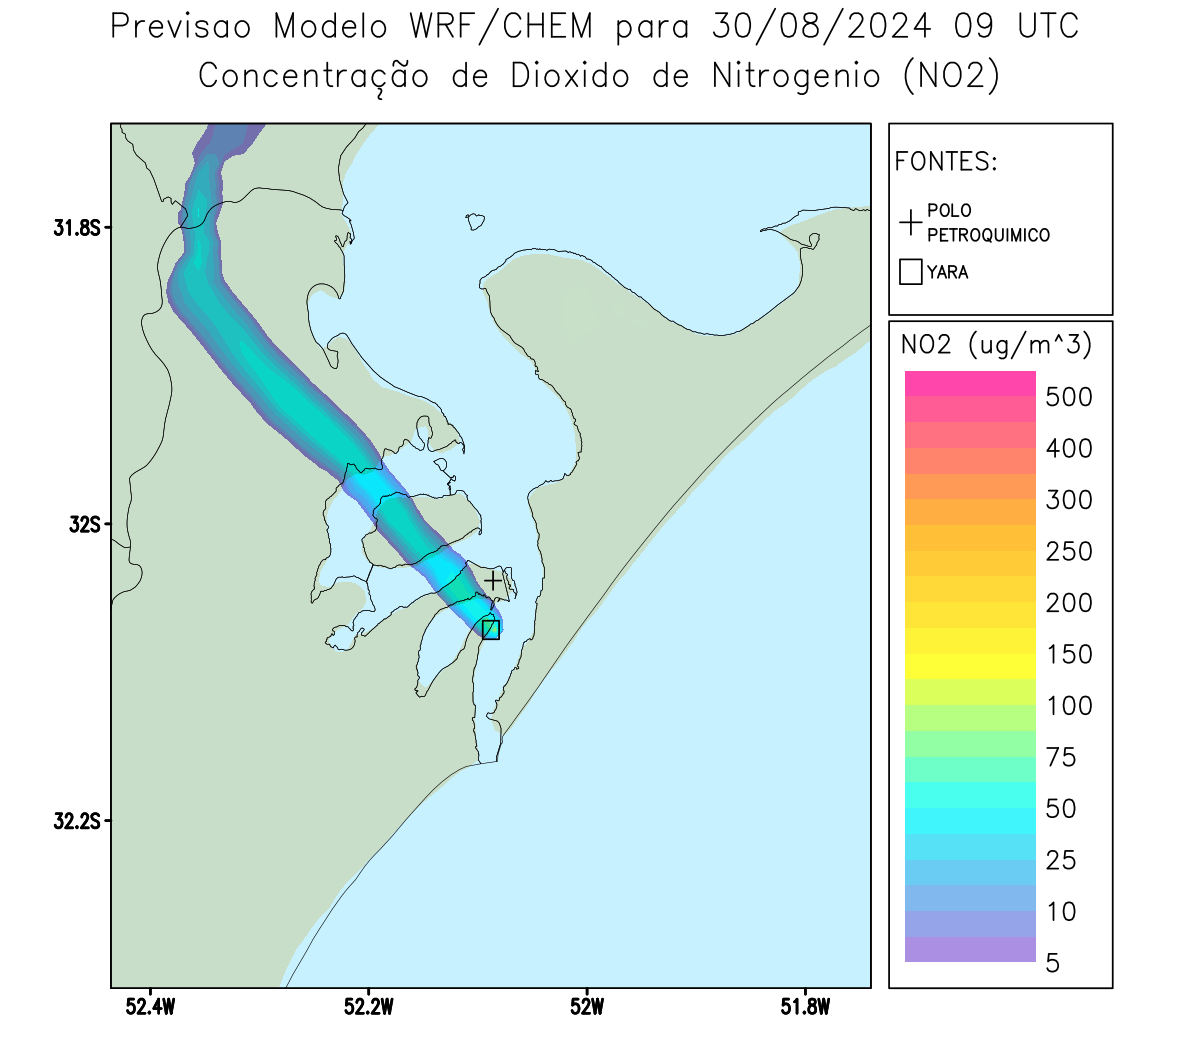 Previsao Modelo WRF/CHEM para 30/08/2024 09 UTC
Concentração de Dioxido de Nitrogenio (NO2)
FONTES:
POLO
PETROQUIMICO
YARA
31.8S
32S
32.2S
52.4W
52.2W
52W
51.8W
NO2 (ug/m^3)
500
400
300
250
200
150
100
75
50
25
10
5